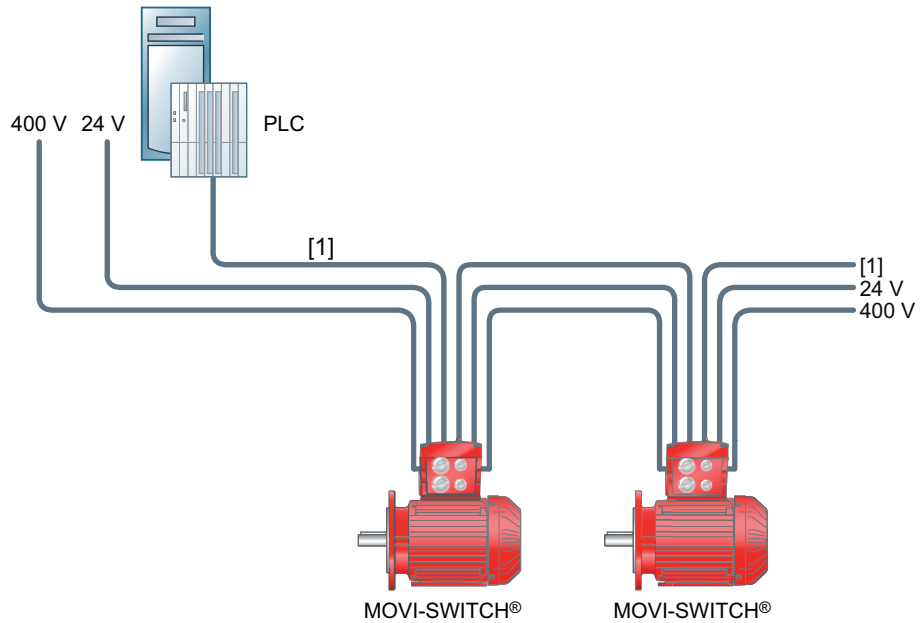 400 V
24 V
PLC
[1]
[1]
24 V
400 V
MOVI-SWITCH®
MOVI-SWITCH®